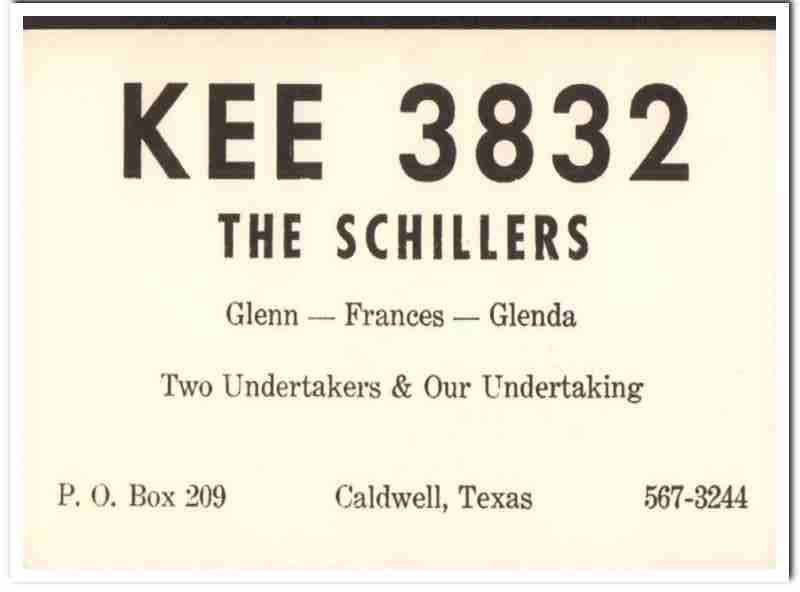 KEE 3832
THE SCHILLERS
Glenn — Frances — Glenda
Two Undertakers & Our Undertaking
P. O. Box 209 Caldwell, Texas 567-3244